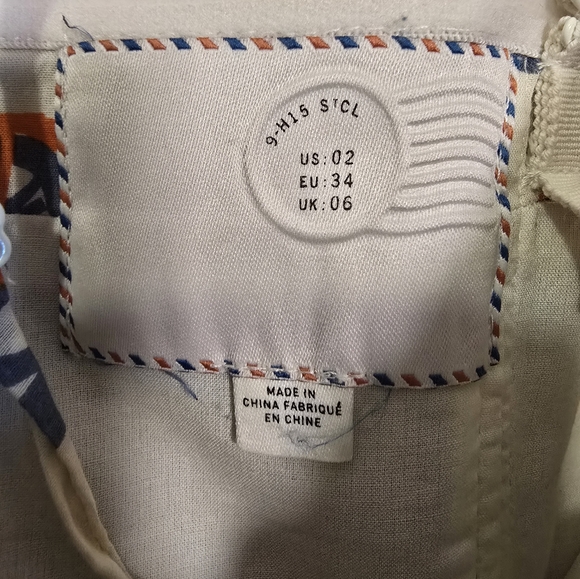 9-H15 STCL
US: 02
EU: 34
UK: 06
MADE IN
CHINA FABRIQUÉ
EN CHINE